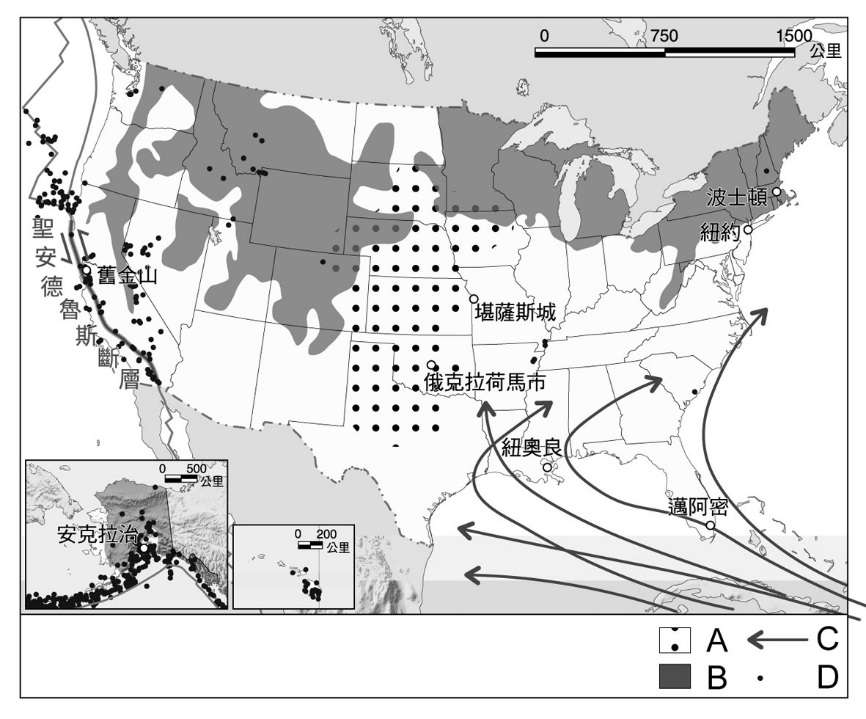 0 750 1500
公里
波士頓
紐約
聖安德魯斯斷層
舊金山
堪薩斯城
俄克拉荷馬市
紐奧良
邁阿密
0 500
公里
安克拉治
0 200
公里
A
C
B
D